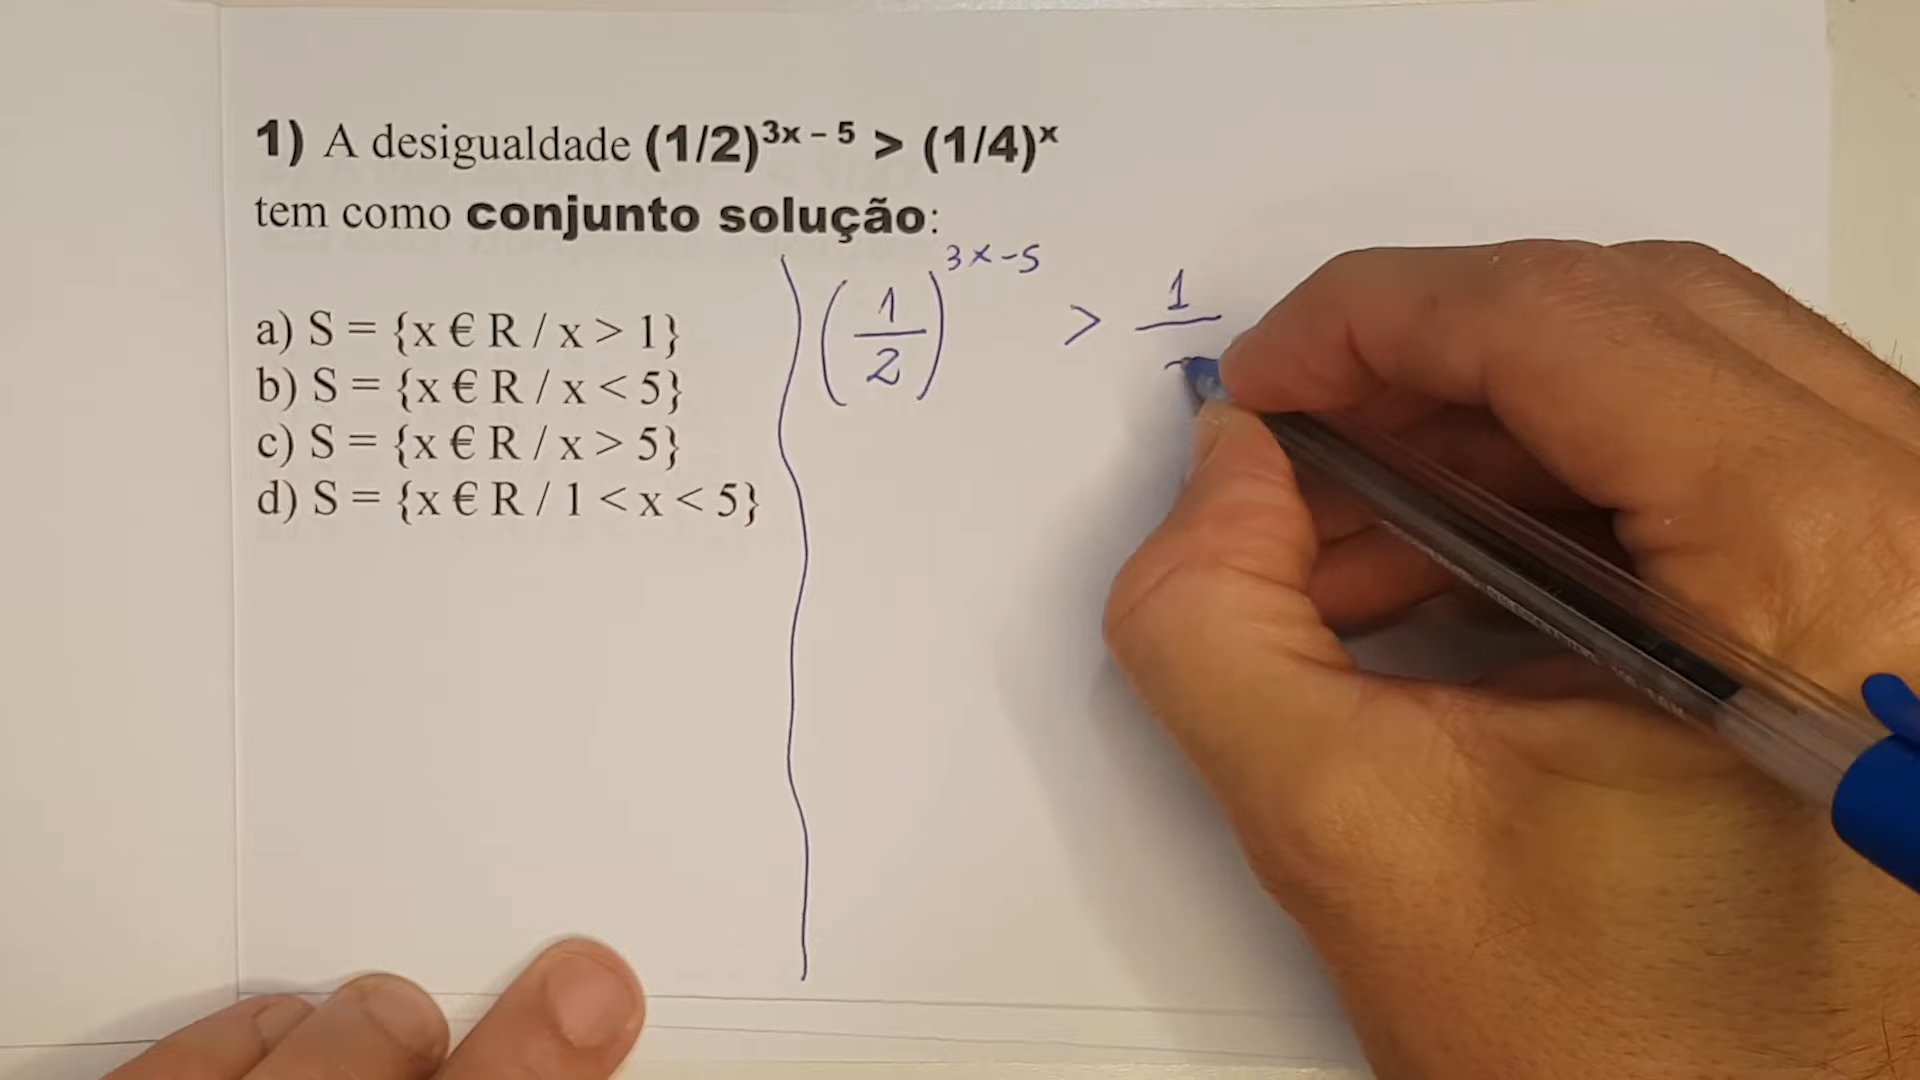 1) A desigualdade (1/2)³ˣ ⁻ ⁵ > (1/4)ˣ
tem como conjunto solução:
a) S = {x € R / x > 1}
b) S = {x € R / x < 5}
c) S = {x € R / x > 5}
d) S = {x € R / 1 < x < 5}
(1/2)³ˣ⁻⁵ > 1